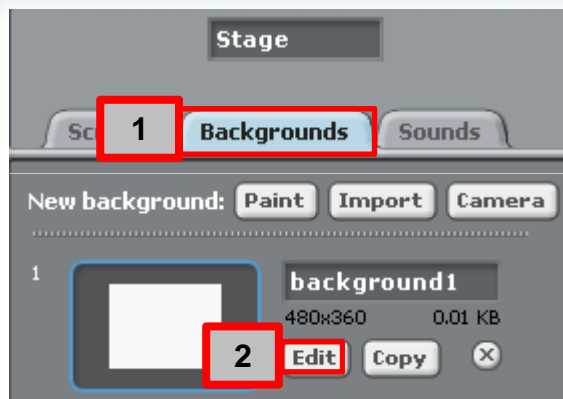 Stage
Sc 1 Backgrounds Sounds
New background: Paint Import Camera
1 background1
480x360 0.01 KB
2 Edit Copy